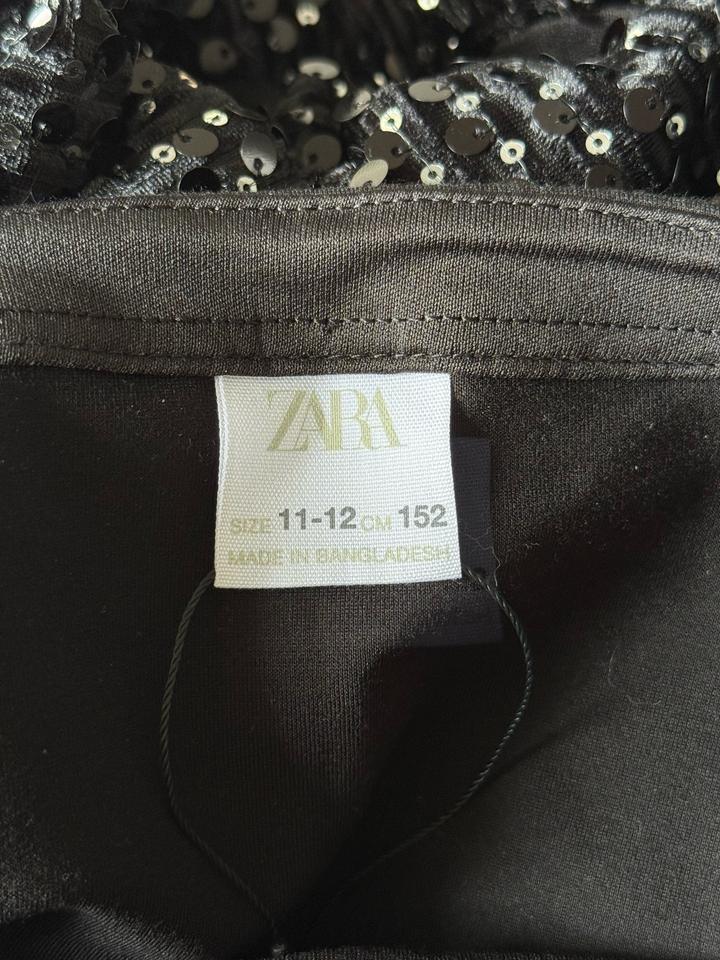 ZARA
SIZE 11-12 CM 152
MADE IN BANGLADESH